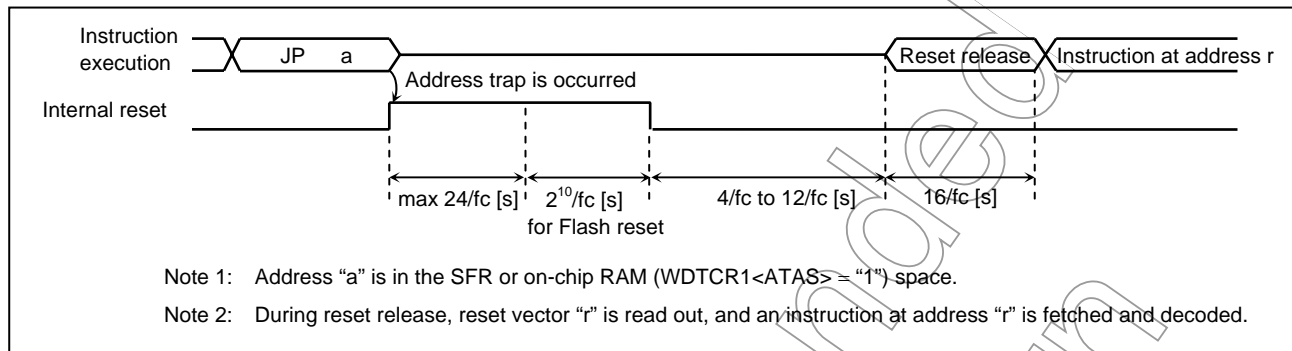 Instruction
execution
JP a
Reset release
Instruction at address r
Address trap is occurred
Internal reset
max 24/fc [s]
2^10/fc [s]
for Flash reset
4/fc to 12/fc [s]
16/fc [s]
Note 1: Address “a” is in the SFR or on-chip RAM (WDTCR1<ATAS> = “1”) space.
Note 2: During reset release, reset vector “r” is read out, and an instruction at address “r” is fetched and decoded.